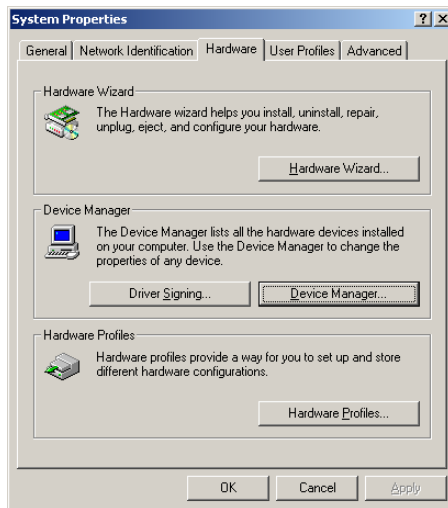 System Properties
General
Network Identification
Hardware
User Profiles
Advanced
Hardware Wizard
The Hardware wizard helps you install, uninstall, repair,
unplug, eject, and configure your hardware.
Hardware Wizard...
Device Manager
The Device Manager lists all the hardware devices installed
on your computer. Use the Device Manager to change the
properties of any device.
Driver Signing...
Device Manager...
Hardware Profiles
Hardware profiles provide a way for you to set up and store
different hardware configurations.
Hardware Profiles...
OK
Cancel
Apply